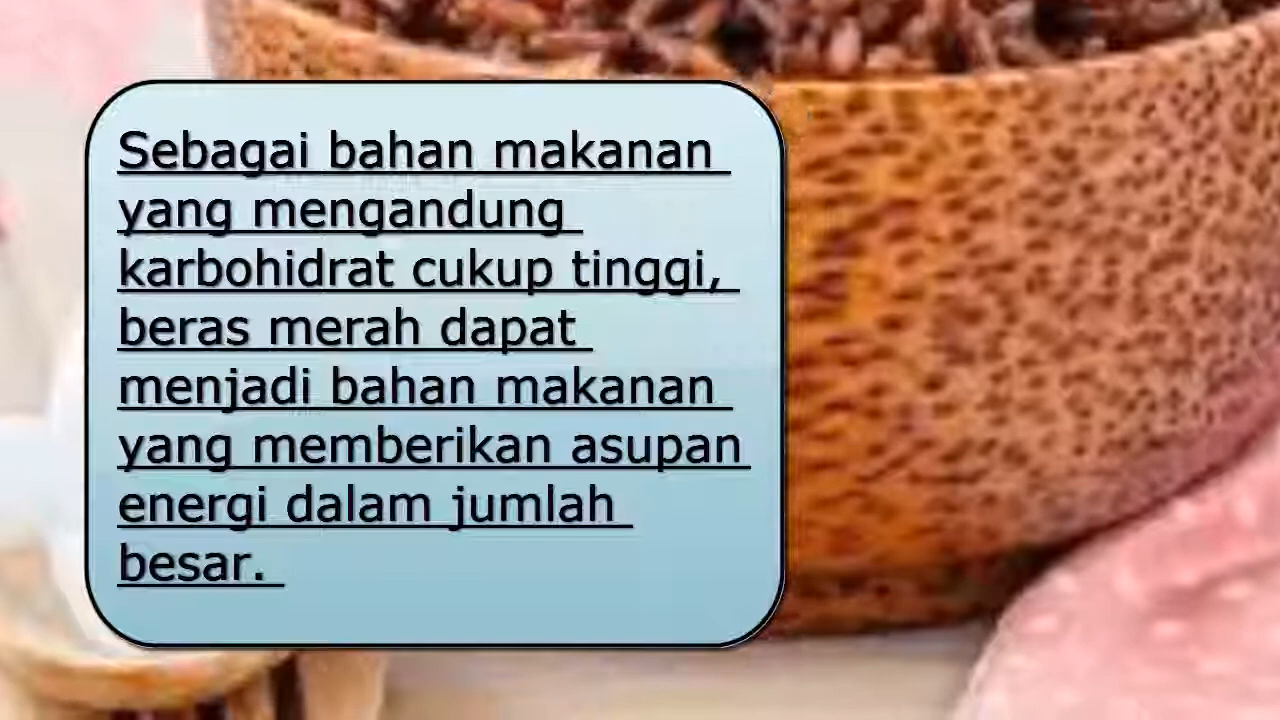 Sebagai bahan makanan
yang mengandung
karbohidrat cukup tinggi,
beras merah dapat
menjadi bahan makanan
yang memberikan asupan
energi dalam jumlah
besar.